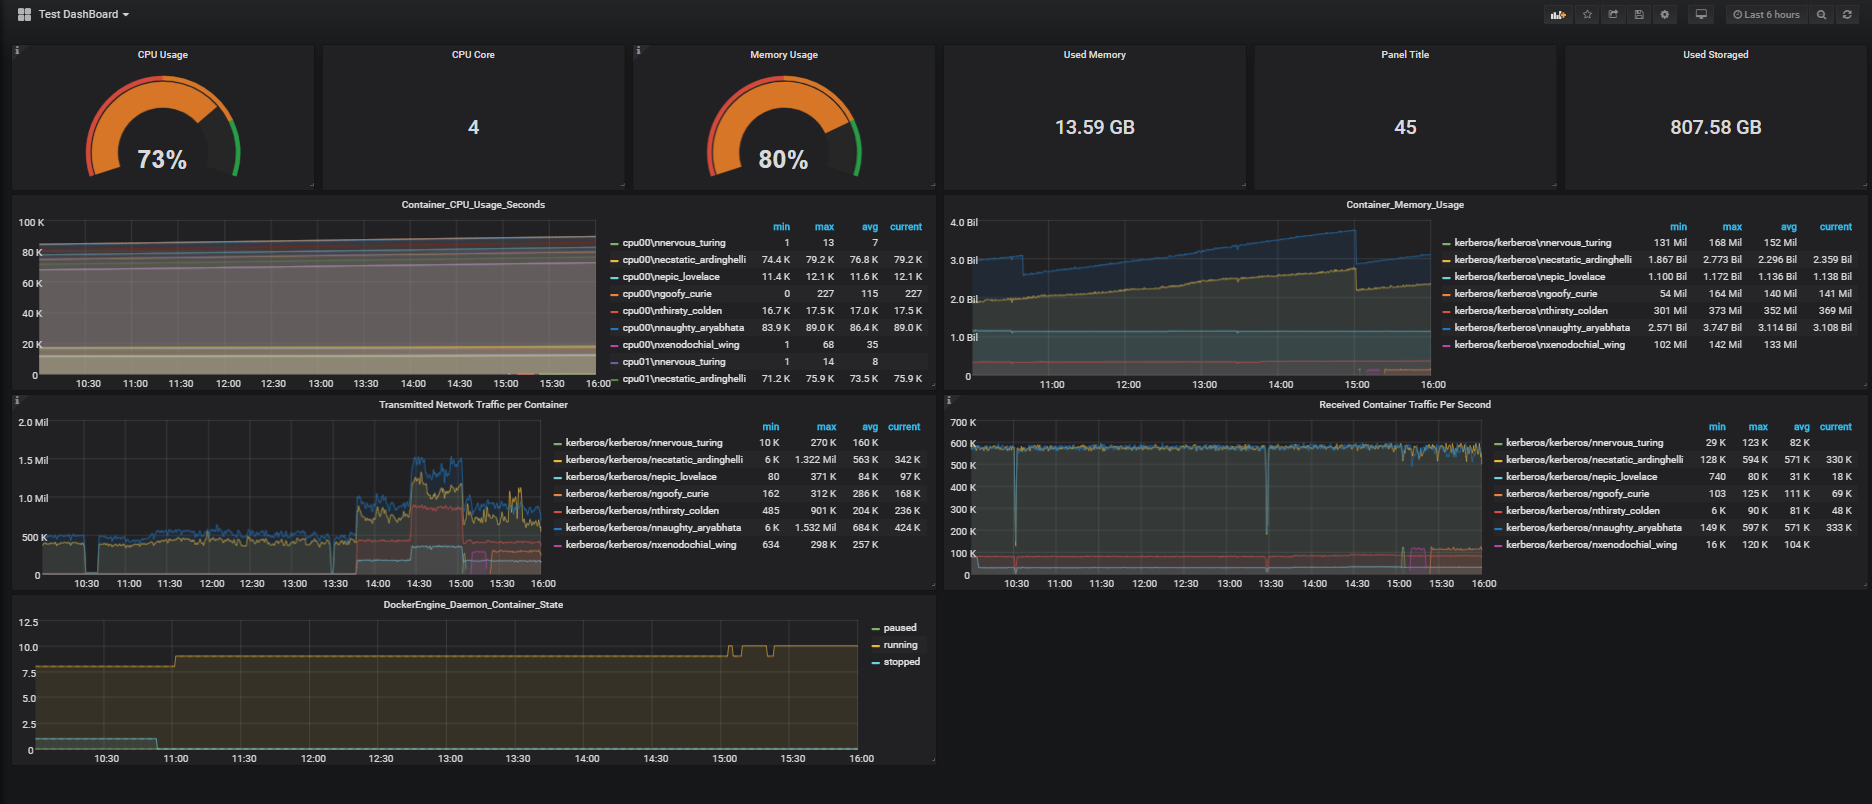 Test DashBoard
Last 6 hours
CPU Usage
73%
CPU Core
4
Memory Usage
80%
Used Memory
13.59 GB
Panel Title
45
Used Storaged
807.58 GB
Container_CPU_Usage_Seconds
100 K
80 K
60 K
40 K
20 K
0
10:30 11:00 11:30 12:00 12:30 13:00 13:30 14:00 14:30 15:00 15:30 16:00
min max avg current
cpu00\nnervous_turing 1 13 7
cpu00\necstatic_ardinghelli 74.4 K 79.2 K 76.8 K 79.2 K
cpu00\nepic_lovelace 11.4 K 12.1 K 11.6 K 12.1 K
cpu00\ngoofy_curie 0 227 115 227
cpu00\nthirsty_colden 16.7 K 17.5 K 17.0 K 17.5 K
cpu00\nnaughty_aryabhata 83.9 K 89.0 K 86.4 K 89.0 K
cpu00\nxenodochial_wing 1 68 35
cpu01\nnervous_turing 1 14 8
cpu01\necstatic_ardinghelli 71.2 K 75.9 K 73.5 K 75.9 K
Container_Memory_Usage
4.0 Bil
3.0 Bil
2.0 Bil
1.0 Bil
0
11:00 12:00 13:00 14:00 15:00 16:00
min max avg current
kerberos/kerberos\nnervous_turing 131 Mil 168 Mil 152 Mil
kerberos/kerberos\necstatic_ardinghelli 1.867 Bil 2.773 Bil 2.296 Bil 2.359 Bil
kerberos/kerberos\nepic_lovelace 1.100 Bil 1.172 Bil 1.136 Bil 1.138 Bil
kerberos/kerberos\ngoofy_curie 54 Mil 164 Mil 140 Mil 141 Mil
kerberos/kerberos\nthirsty_colden 301 Mil 373 Mil 352 Mil 369 Mil
kerberos/kerberos\nnaughty_aryabhata 2.571 Bil 3.747 Bil 3.114 Bil 3.108 Bil
kerberos/kerberos\nxenodochial_wing 102 Mil 142 Mil 133 Mil
Transmitted Network Traffic per Container
2.0 Mil
1.5 Mil
1.0 Mil
500 K
0
10:30 11:00 11:30 12:00 12:30 13:00 13:30 14:00 14:30 15:00 15:30 16:00
min max avg current
kerberos/kerberos/nnervous_turing 10 K 270 K 160 K
kerberos/kerberos/necstatic_ardinghelli 6 K 1.322 Mil 563 K 342 K
kerberos/kerberos/nepic_lovelace 80 371 K 84 K 97 K
kerberos/kerberos/ngoofy_curie 162 312 K 286 K 168 K
kerberos/kerberos/nthirsty_colden 485 901 K 204 K 236 K
kerberos/kerberos/nnaughty_aryabhata 6 K 1.532 Mil 684 K 424 K
kerberos/kerberos/nxenodochial_wing 634 298 K 257 K
Received Container Traffic Per Second
700 K
600 K
500 K
400 K
300 K
200 K
100 K
0
10:30 11:00 11:30 12:00 12:30 13:00 13:30 14:00 14:30 15:00 15:30 16:00
min max avg current
kerberos/kerberos/nnervous_turing 29 K 123 K 82 K
kerberos/kerberos/necstatic_ardinghelli 128 K 594 K 571 K 330 K
kerberos/kerberos/nepic_lovelace 740 80 K 31 K 18 K
kerberos/kerberos/ngoofy_curie 103 125 K 111 K 69 K
kerberos/kerberos/nthirsty_colden 6 K 90 K 81 K 48 K
kerberos/kerberos/nnaughty_aryabhata 149 K 597 K 571 K 333 K
kerberos/kerberos/nxenodochial_wing 16 K 120 K 104 K
DockerEngine_Daemon_Container_State
12.5
10.0
7.5
5.0
2.5
0
10:30 11:00 11:30 12:00 12:30 13:00 13:30 14:00 14:30 15:00 15:30 16:00
paused
running
stopped